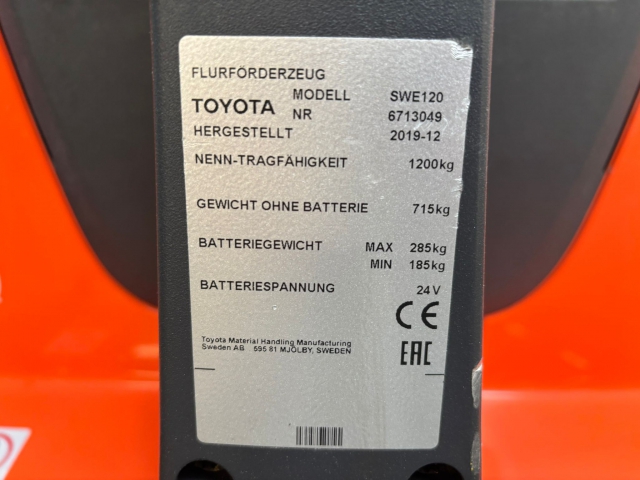 FLURFÖRDERZEUG
MODELL SWE120
TOYOTA NR 6713049
HERGESTELLT 2019-12
NENN-TRAGFÄHIGKEIT 1200kg
GEWICHT OHNE BATTERIE 715kg
BATTERIEGEWICHT MAX 285kg
MIN 185kg
BATTERIESPANNUNG 24V
CE
Toyota Material Handling Manufacturing
Sweden AB 595 81 MJÖLBY, SWEDEN
EAC